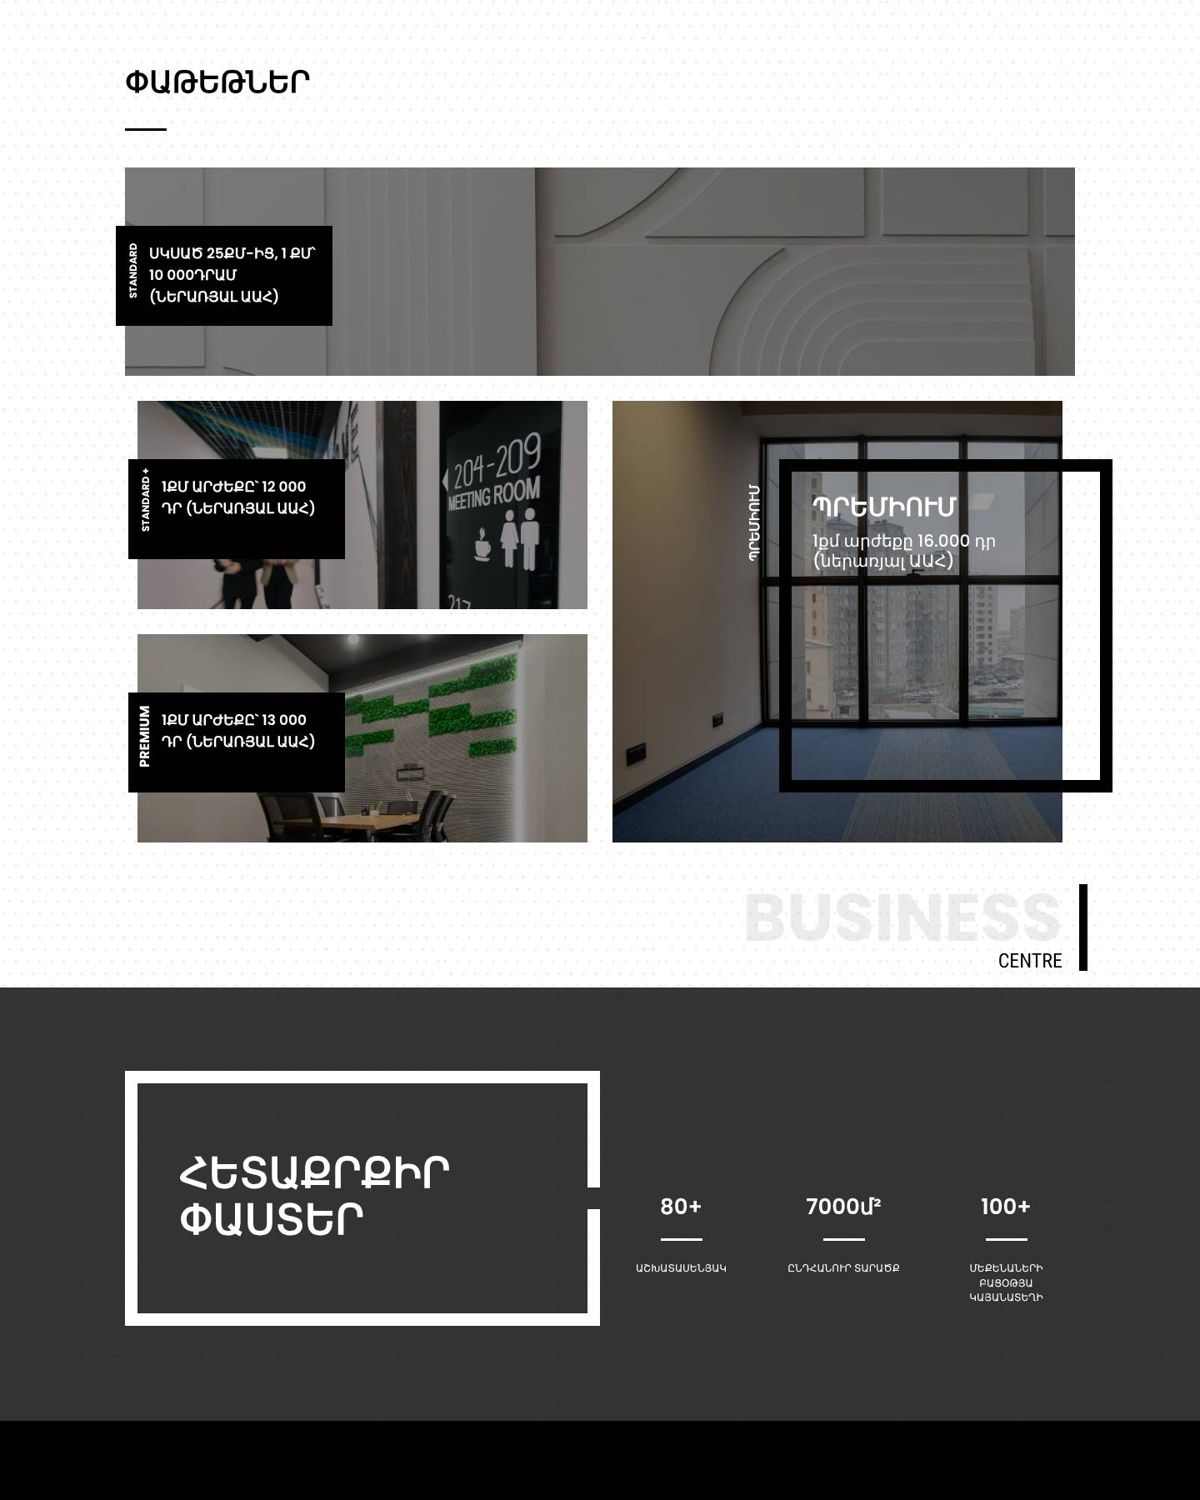 ՓԱԹԵԹՆԵՐ
STANDARD
ՍԿՍԱԾ 25ՔՄ-ԻՑ, 1 ՔՄ՝
10 000ԴՐԱՄ
(ՆԵՐԱՌՅԱԼ ԱԱՀ)
STANDARD +
1ՔՄ ԱՐԺԵՔԸ՝ 12 000
ԴՐ (ՆԵՐԱՌՅԱԼ ԱԱՀ)
204-209
MEETING ROOM
217
PREMIUM
1ՔՄ ԱՐԺԵՔԸ՝ 13 000
ԴՐ (ՆԵՐԱՌՅԱԼ ԱԱՀ)
ՊՐԵՄԻՈՒՄ
ՊՐԵՄԻՈՒՄ
1քմ արժեքը 16.000 դր
(ներառյալ ԱԱՀ)
BUSINESS
CENTRE
ՀԵՏԱՔՐՔԻՐ
ՓԱՍՏԵՐ
80+
ԱՇԽԱՏԱՍԵՆՅԱԿ
7000մ²
ԸՆԴՀԱՆՈՒՐ ՏԱՐԱԾՔ
100+
ՄԵՔԵՆԱՆԵՐԻ
ԲԱՑՕԹՅԱ
ԿԱՅԱՆԱՏԵՂԻ